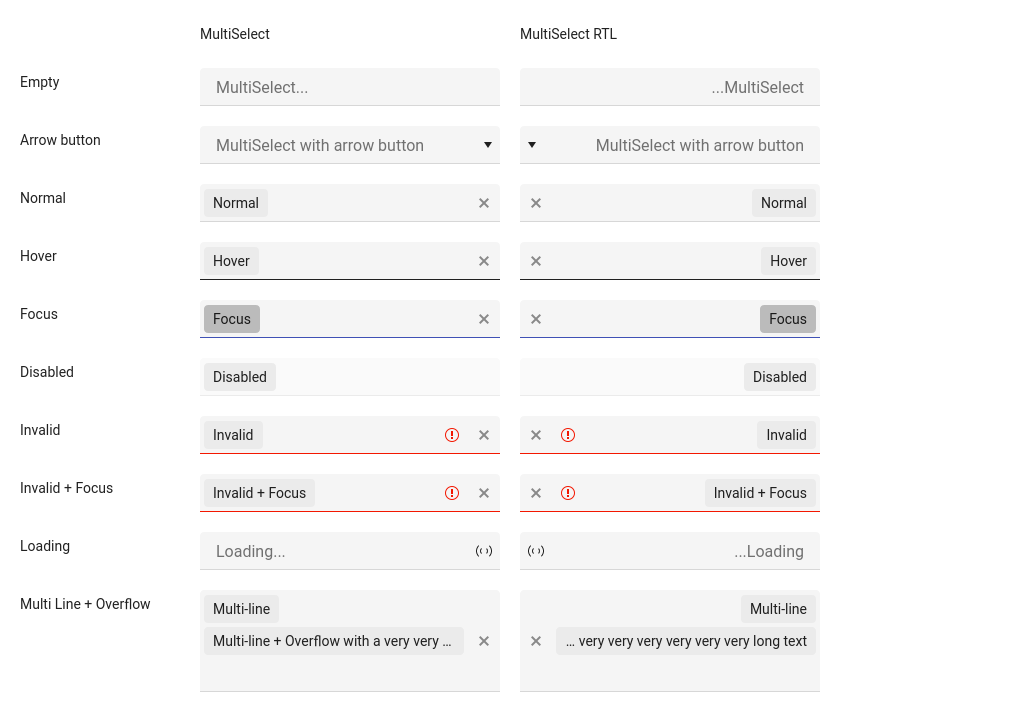 MultiSelect MultiSelect RTL
Empty MultiSelect... ...MultiSelect
Arrow button MultiSelect with arrow button MultiSelect with arrow button
Normal Normal Normal
Hover Hover Hover
Focus Focus Focus
Disabled Disabled Disabled
Invalid Invalid Invalid
Invalid + Focus Invalid + Focus Invalid + Focus
Loading Loading... ...Loading
Multi Line + Overflow Multi-line Multi-line
Multi-line + Overflow with a very very ... ... very very very very very very long text